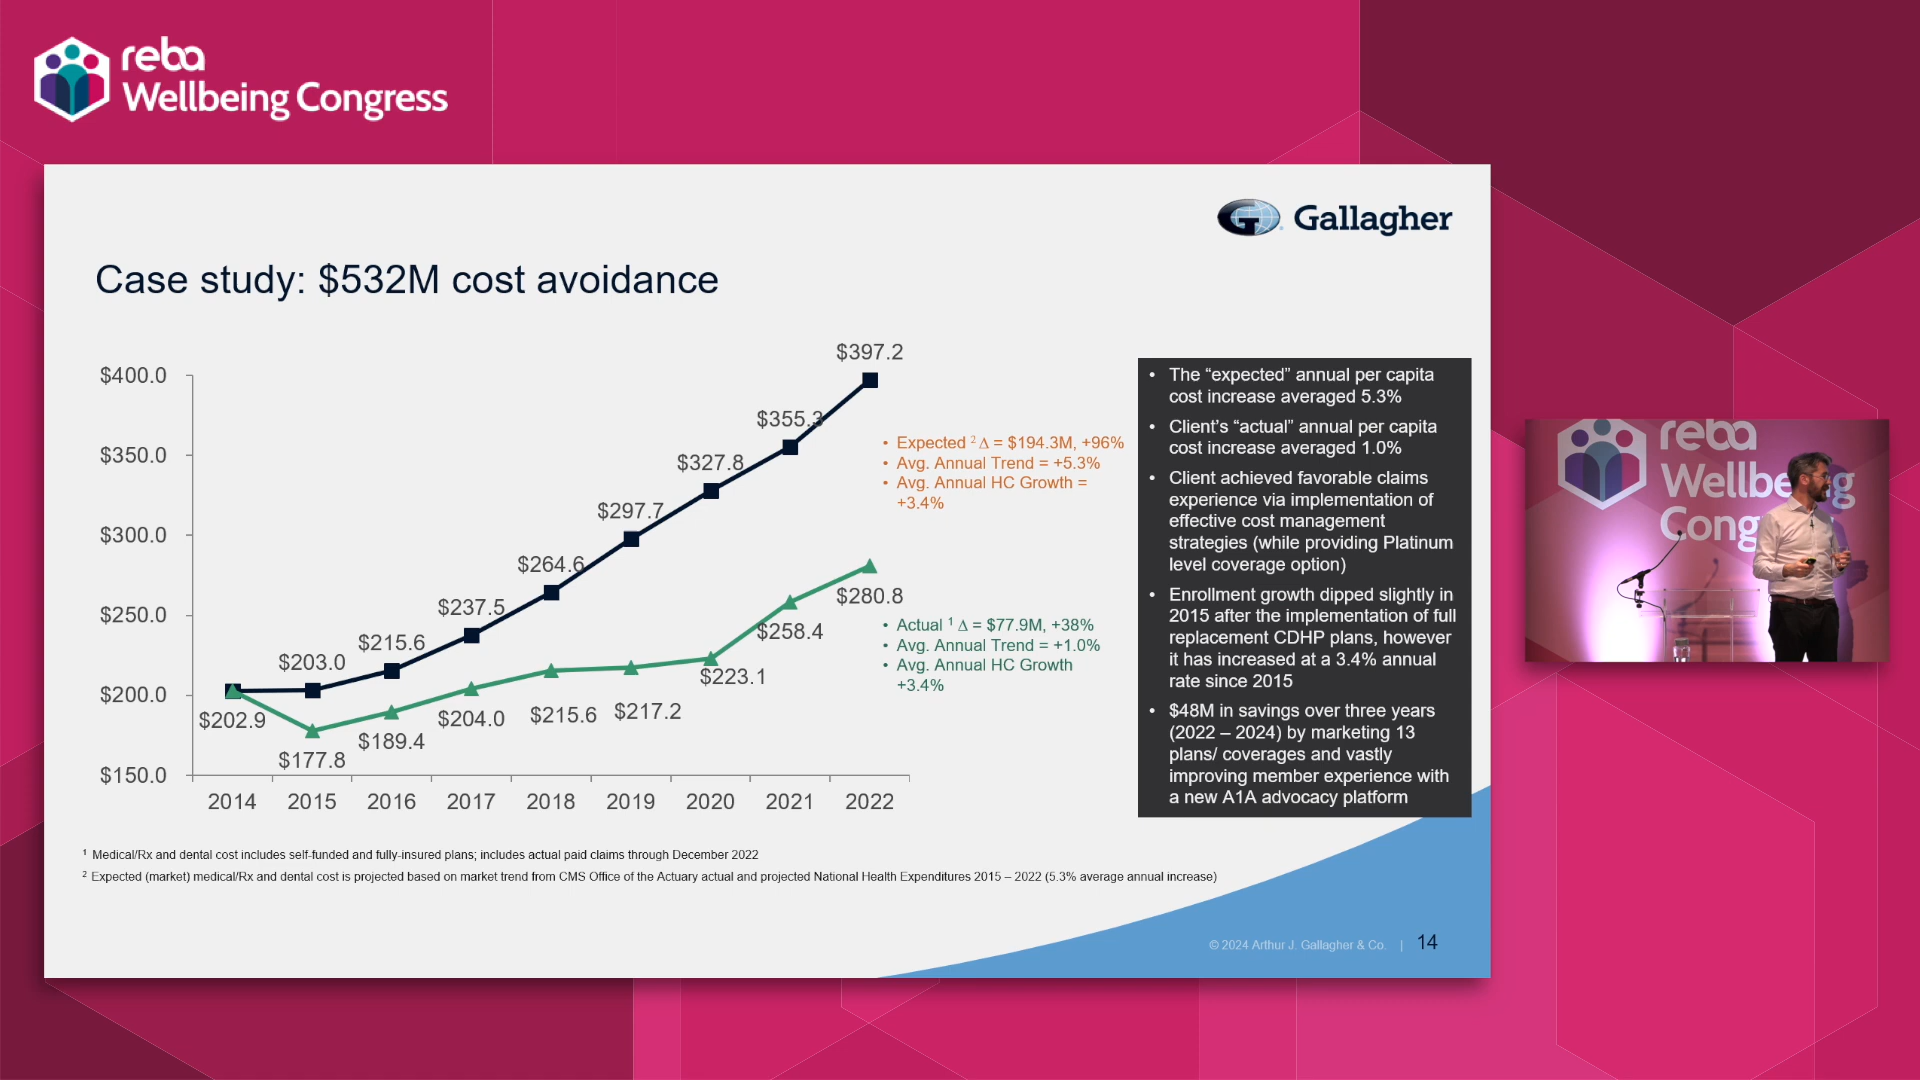 reba
Wellbeing Congress
Gallagher
Case study: $532M cost avoidance
$400.0
$350.0
$300.0
$250.0
$200.0
$150.0
$397.2
$355.3
$327.8
$297.7
$264.6
$237.5
$215.6
$203.0
$202.9
$177.8
$189.4
$204.0
$215.6
$217.2
$223.1
$258.4
$280.8
2014 2015 2016 2017 2018 2019 2020 2021 2022
• Expected ² Δ = $194.3M, +96%
• Avg. Annual Trend = +5.3%
• Avg. Annual HC Growth =
+3.4%
• Actual ¹ Δ = $77.9M, +38%
• Avg. Annual Trend = +1.0%
• Avg. Annual HC Growth
+3.4%
• The “expected” annual per capita
cost increase averaged 5.3%
• Client’s “actual” annual per capita
cost increase averaged 1.0%
• Client achieved favorable claims
experience via implementation of
effective cost management
strategies (while providing Platinum
level coverage option)
• Enrollment growth dipped slightly in
2015 after the implementation of full
replacement CDHP plans, however
it has increased at a 3.4% annual
rate since 2015
• $48M in savings over three years
(2022 – 2024) by marketing 13
plans/ coverages and vastly
improving member experience with
a new A1A advocacy platform
¹ Medical/Rx and dental cost includes self-funded and fully-insured plans; includes actual paid claims through December 2022
² Expected (market) medical/Rx and dental cost is projected based on market trend from CMS Office of the Actuary actual and projected National Health Expenditures 2015 – 2022 (5.3% average annual increase)
© 2024 Arthur J. Gallagher & Co. | 14
reba